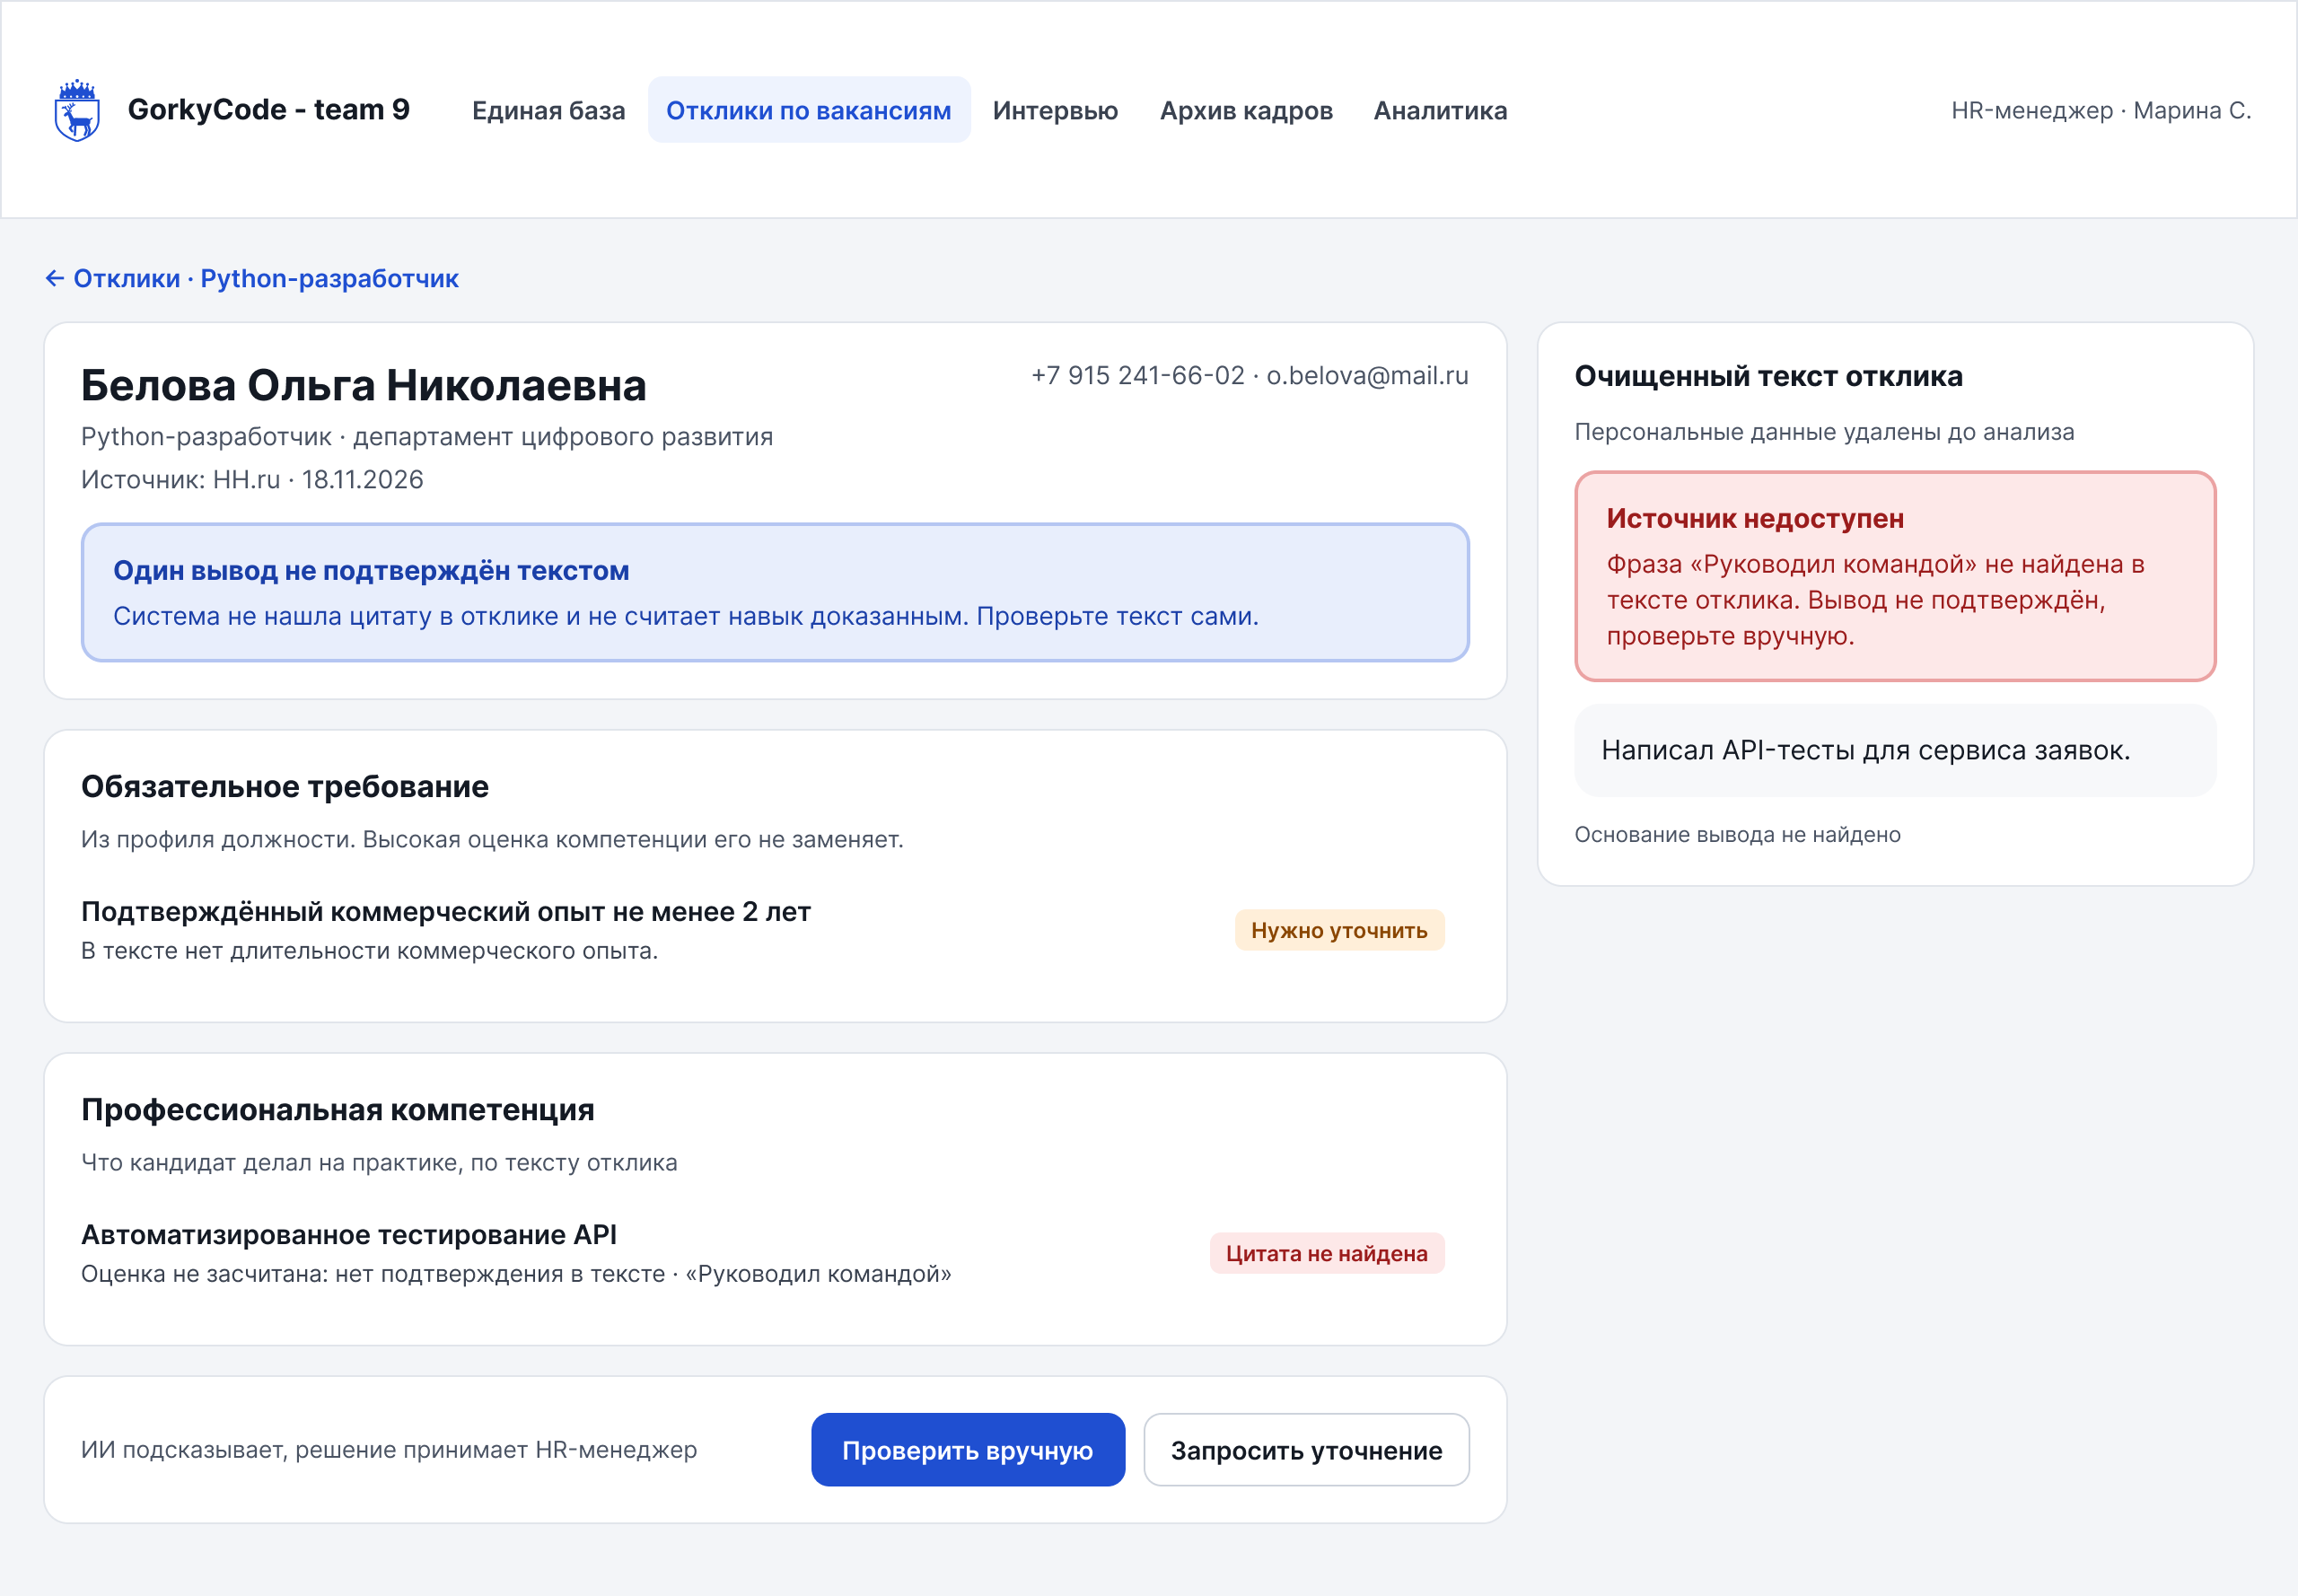 GorkyCode - team 9
Единая база
Отклики по вакансиям
Интервью
Архив кадров
Аналитика
HR-менеджер · Марина С.
← Отклики · Python-разработчик
Белова Ольга Николаевна
+7 915 241-66-02 · o.belova@mail.ru
Python-разработчик · департамент цифрового развития
Источник: HH.ru · 18.11.2026
Один вывод не подтверждён текстом
Система не нашла цитату в отклике и не считает навык доказанным. Проверьте текст сами.
Обязательное требование
Из профиля должности. Высокая оценка компетенции его не заменяет.
Подтверждённый коммерческий опыт не менее 2 лет
В тексте нет длительности коммерческого опыта.
Нужно уточнить
Профессиональная компетенция
Что кандидат делал на практике, по тексту отклика
Автоматизированное тестирование API
Оценка не засчитана: нет подтверждения в тексте · «Руководил командой»
Цитата не найдена
ИИ подсказывает, решение принимает HR-менеджер
Проверить вручную
Запросить уточнение
Очищенный текст отклика
Персональные данные удалены до анализа
Источник недоступен
Фраза «Руководил командой» не найдена в
тексте отклика. Вывод не подтверждён,
проверьте вручную.
Написал API-тесты для сервиса заявок.
Основание вывода не найдено